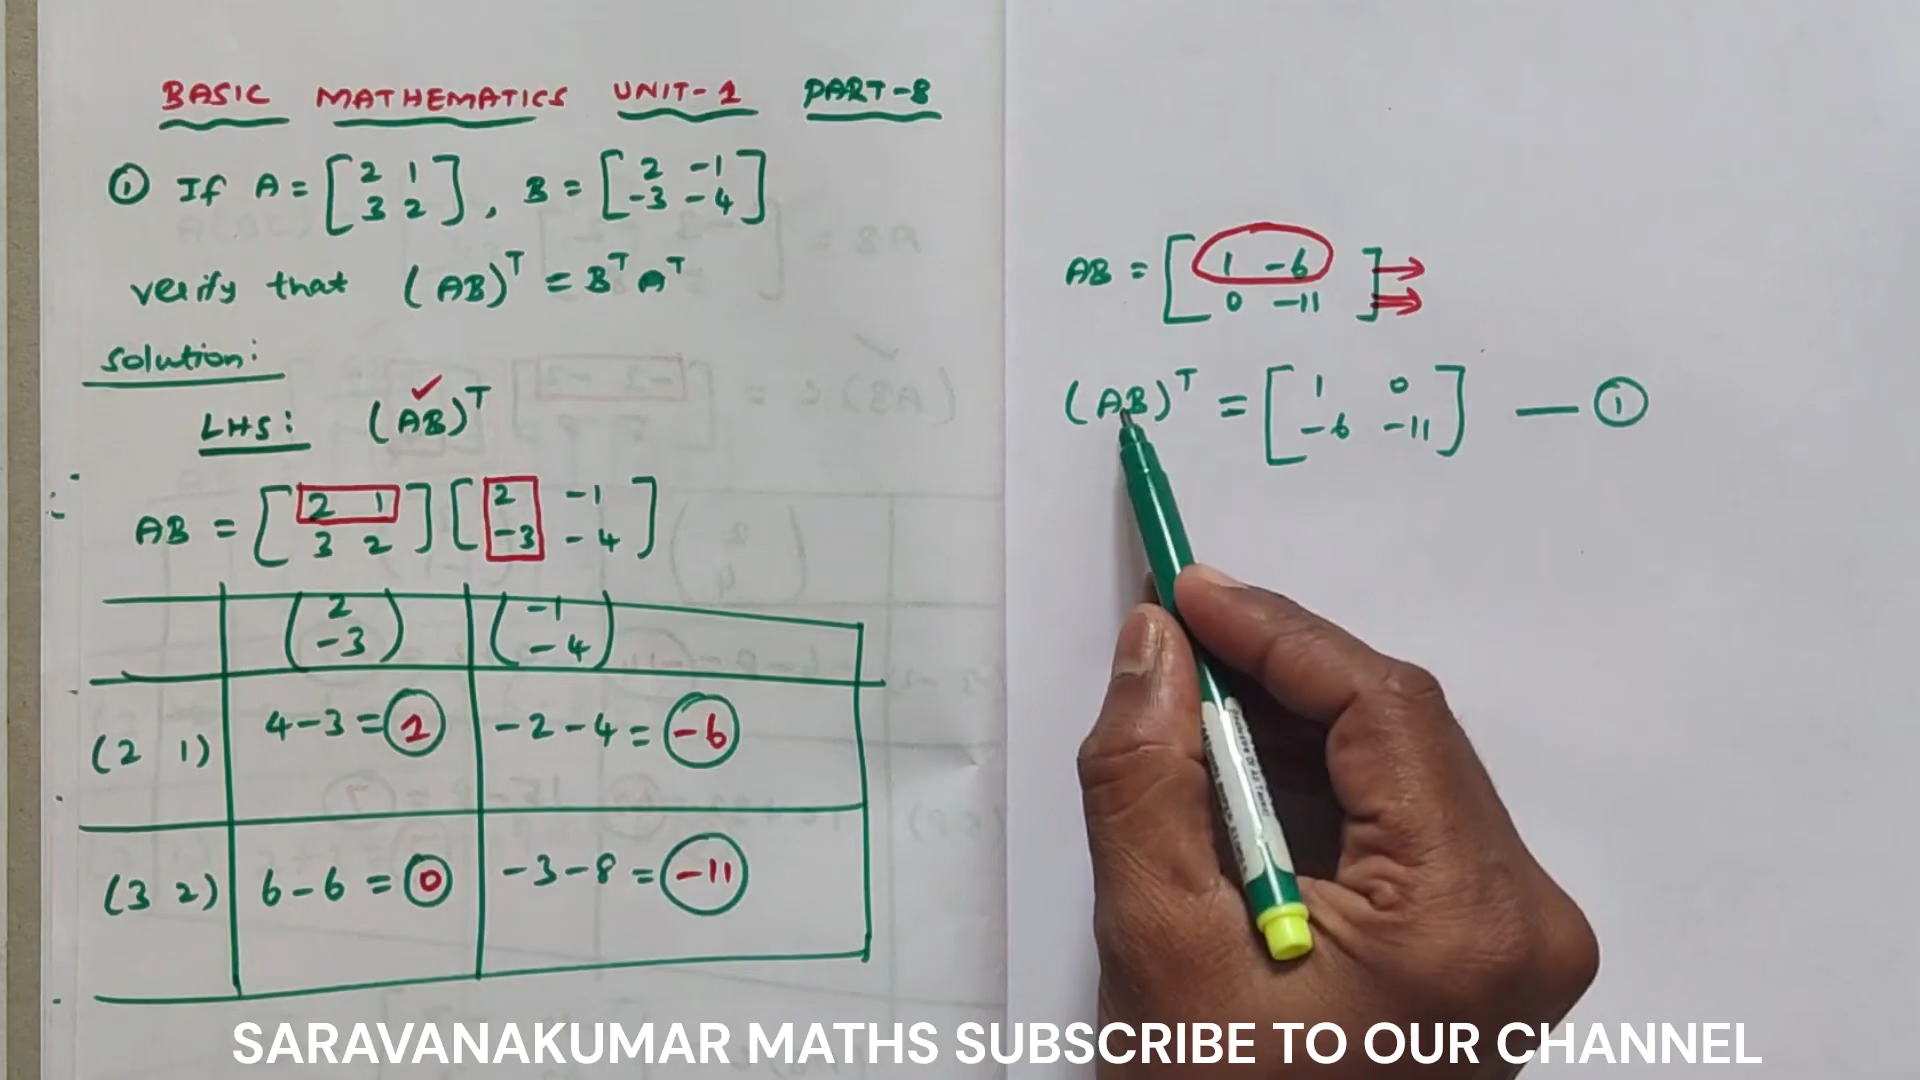 BASIC MATHEMATICS UNIT-1 PART-8
① If A = [2 1
3 2], B = [2 -1
-3 -4]
verify that (AB)ᵀ = Bᵀ Aᵀ
Solution:
LHS: (AB)ᵀ ✓
AB = [2 1
3 2] [2 -1
-3 -4]
(2
-3) (-1
-4)
(2 1) 4-3 = 1 -2-4 = -6
(3 2) 6-6 = 0 -3-8 = -11
AB = [1 -6
0 -11]
(AB)ᵀ = [1 0
-6 -11] — ①
SARAVANAKUMAR MATHS SUBSCRIBE TO OUR CHANNEL